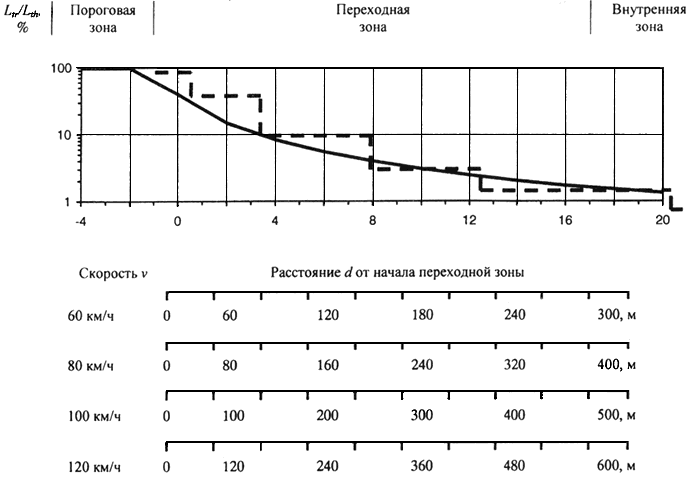 Ltr/Lth, Пороговая Переходная Внутренняя
% зона зона зона
100
10
1
-4 0 4 8 12 16 20
Скорость v Расстояние d от начала переходной зоны
60 км/ч 0 60 120 180 240 300, м
80 км/ч 0 80 160 240 320 400, м
100 км/ч 0 100 200 300 400 500, м
120 км/ч 0 120 240 360 480 600, м